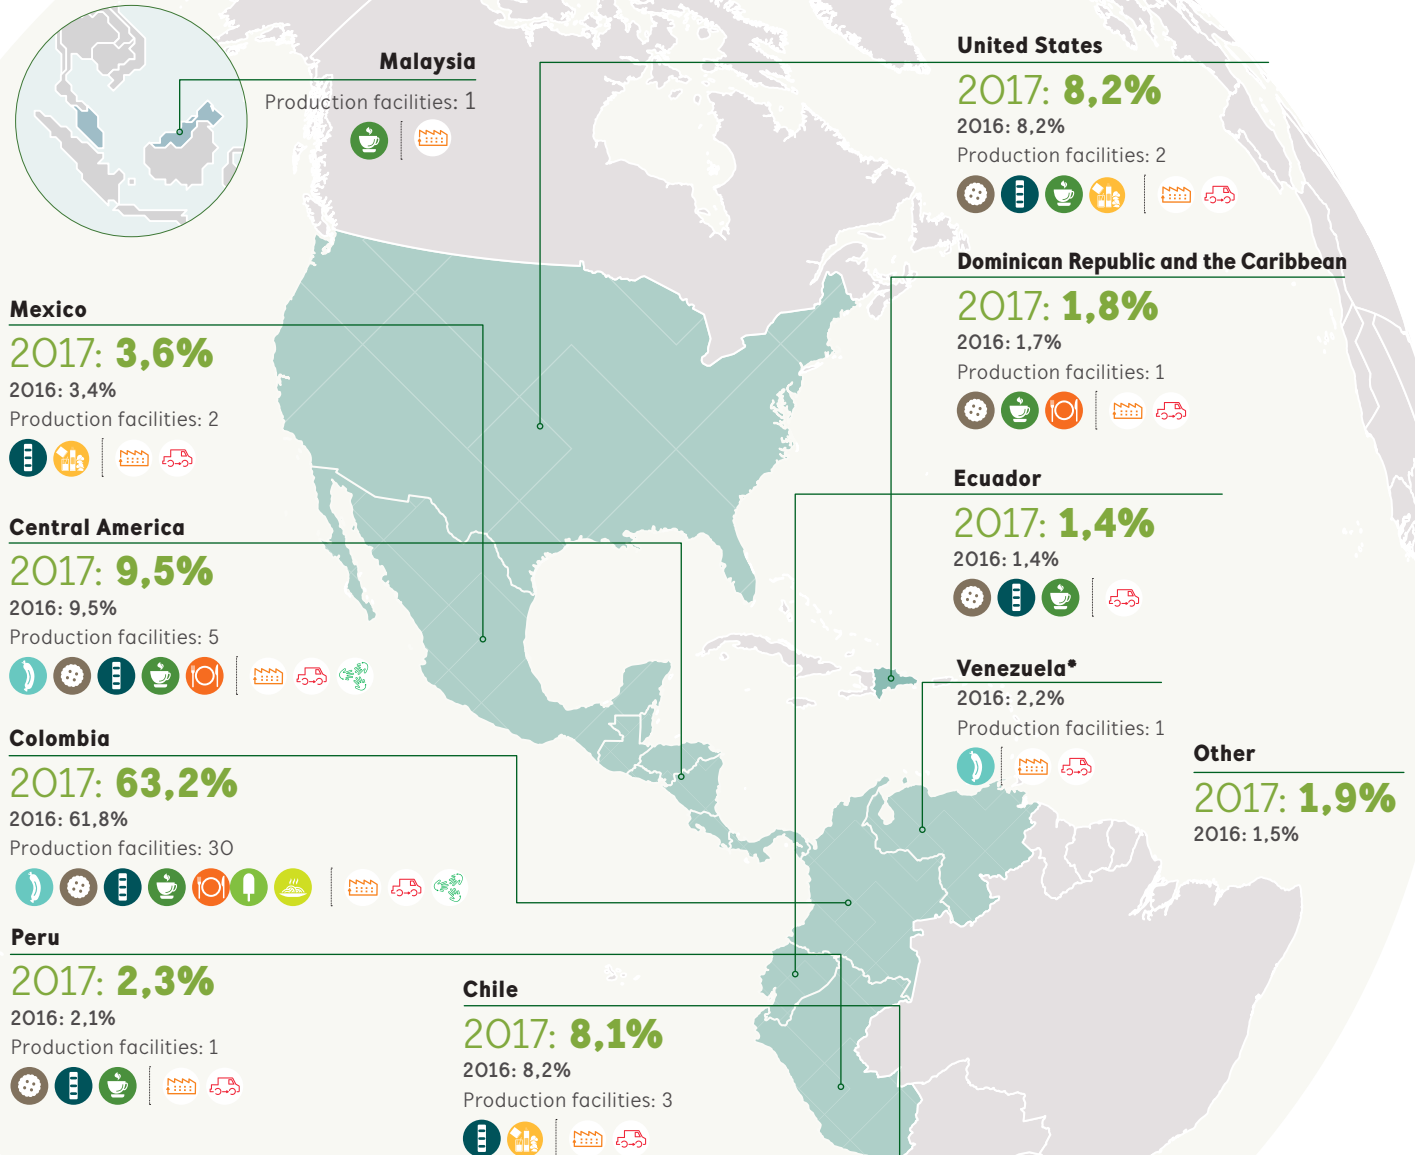 Malaysia
Production facilities: 1
United States
2017: 8,2%
2016: 8,2%
Production facilities: 2
Dominican Republic and the Caribbean
2017: 1,8%
2016: 1,7%
Production facilities: 1
Mexico
2017: 3,6%
2016: 3,4%
Production facilities: 2
Ecuador
2017: 1,4%
2016: 1,4%
Central America
2017: 9,5%
2016: 9,5%
Production facilities: 5
Venezuela*
2016: 2,2%
Production facilities: 1
Other
2017: 1,9%
2016: 1,5%
Colombia
2017: 63,2%
2016: 61,8%
Production facilities: 30
Peru
2017: 2,3%
2016: 2,1%
Production facilities: 1
Chile
2017: 8,1%
2016: 8,2%
Production facilities: 3